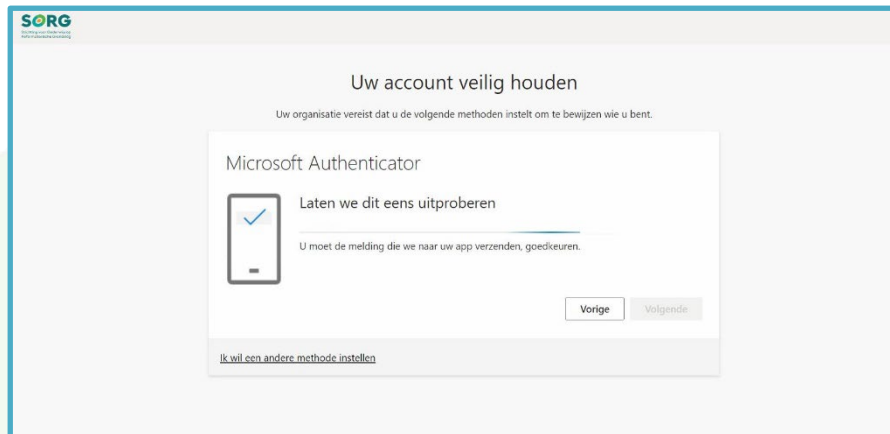 SORG
Uw account veilig houden
Uw organisatie vereist dat u de volgende methoden instelt om te bewijzen wie u bent.
Microsoft Authenticator
Laten we dit eens uitproberen
U moet de melding die we naar uw app verzenden, goedkeuren.
Vorige
Volgende
Ik wil een andere methode instellen